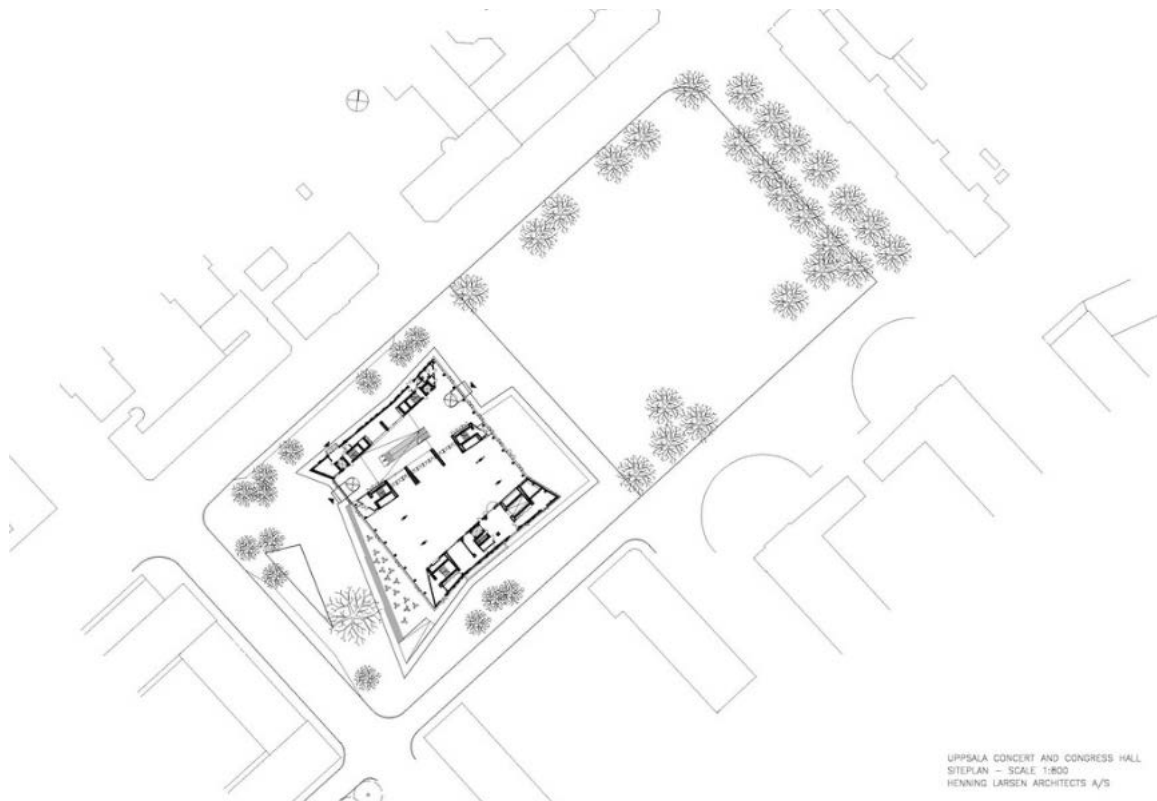 UPPSALA CONCERT AND CONGRESS HALL
SITEPLAN – SCALE 1:800
HENNING LARSEN ARCHITECTS A/S